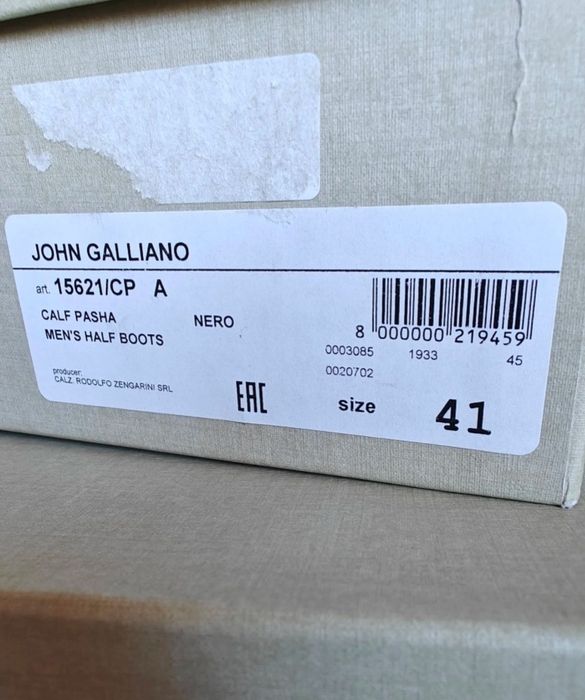 JOHN GALLIANO
art. 15621/CP A
CALF PASHA NERO
MEN'S HALF BOOTS
8 000000 219459
0003085 1933 45
0020702
producer:
CALZ. RODOLFO ZENGARINI SRL
EAC
size 41